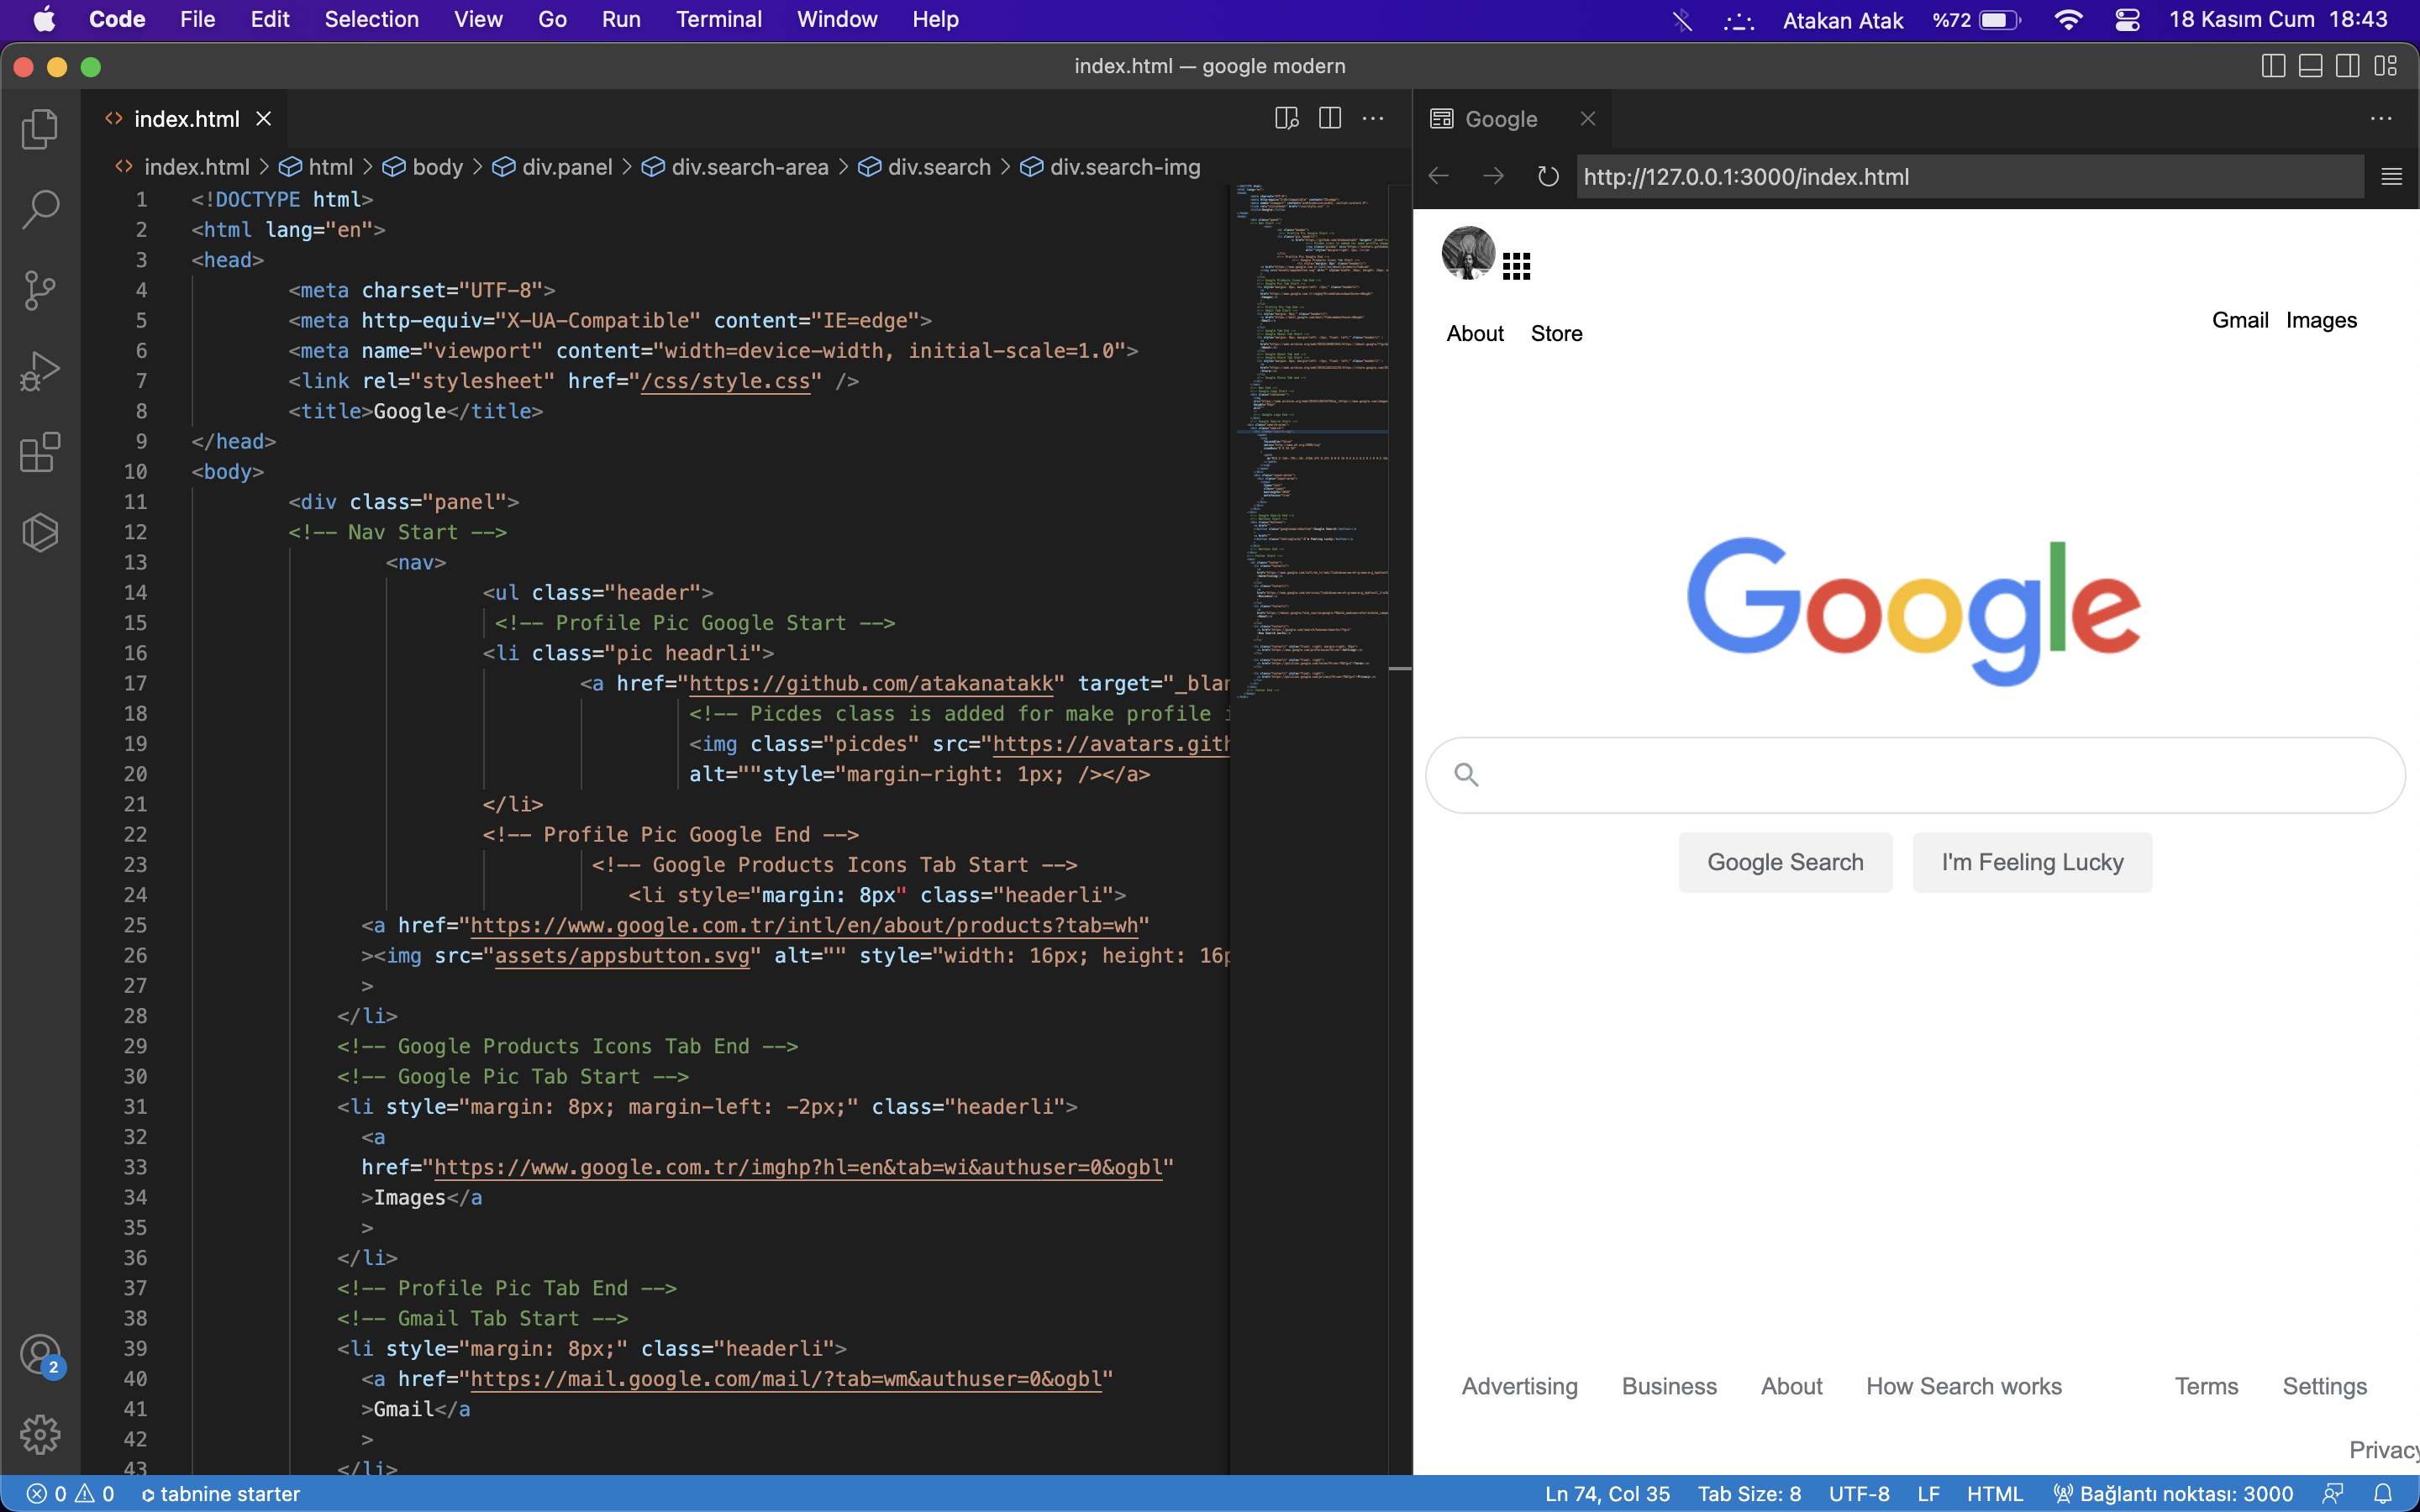 Code File Edit Selection View Go Run Terminal Window Help Atakan Atak %72 18 Kasım Cum 18:43
index.html — google modern
index.html
index.html > html > body > div.panel > div.search-area > div.search > div.search-img
1 <!DOCTYPE html>
2 <html lang="en">
3 <head>
4 <meta charset="UTF-8">
5 <meta http-equiv="X-UA-Compatible" content="IE=edge">
6 <meta name="viewport" content="width=device-width, initial-scale=1.0">
7 <link rel="stylesheet" href="/css/style.css" />
8 <title>Google</title>
9 </head>
10 <body>
11 <div class="panel">
12 <!-- Nav Start -->
13 <nav>
14 <ul class="header">
15 <!-- Profile Pic Google Start -->
16 <li class="pic headrli">
17 <a href="https://github.com/atakanatakk" target="_blan
18 <!-- Picdes class is added for make profile i
19 <img class="picdes" src="https://avatars.gith
20 alt=""style="margin-right: 1px; /></a>
21 </li>
22 <!-- Profile Pic Google End -->
23 <!-- Google Products Icons Tab Start -->
24 <li style="margin: 8px" class="headerli">
25 <a href="https://www.google.com.tr/intl/en/about/products?tab=wh"
26 ><img src="assets/appsbutton.svg" alt="" style="width: 16px; height: 16p
27 >
28 </li>
29 <!-- Google Products Icons Tab End -->
30 <!-- Google Pic Tab Start -->
31 <li style="margin: 8px; margin-left: -2px;" class="headerli">
32 <a
33 href="https://www.google.com.tr/imghp?hl=en&tab=wi&authuser=0&ogbl"
34 >Images</a
35 >
36 </li>
37 <!-- Profile Pic Tab End -->
38 <!-- Gmail Tab Start -->
39 <li style="margin: 8px;" class="headerli">
40 <a href="https://mail.google.com/mail/?tab=wm&authuser=0&ogbl"
41 >Gmail</a
42 >
43 </li>
2
Google
http://127.0.0.1:3000/index.html
Gmail Images
About Store
Google
Google Search I'm Feeling Lucky
Advertising Business About How Search works Terms Settings
Privacy
0 0 tabnine starter Ln 74, Col 35 Tab Size: 8 UTF-8 LF HTML Bağlantı noktası: 3000